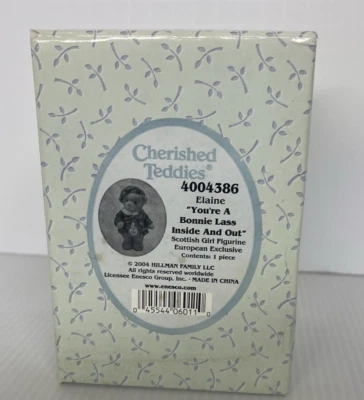 Cherished
Teddies®
4004386
Elaine
"You're A
Bonnie Lass
Inside And Out"
Scottish Girl Figurine
European Exclusive
Contents: 1 piece
© 2004 HILLMAN FAMILY LLC
All rights reserved worldwide
Licensee Enesco Group, Inc. - MADE IN CHINA
www.enesco.com
0 45544 06011 0